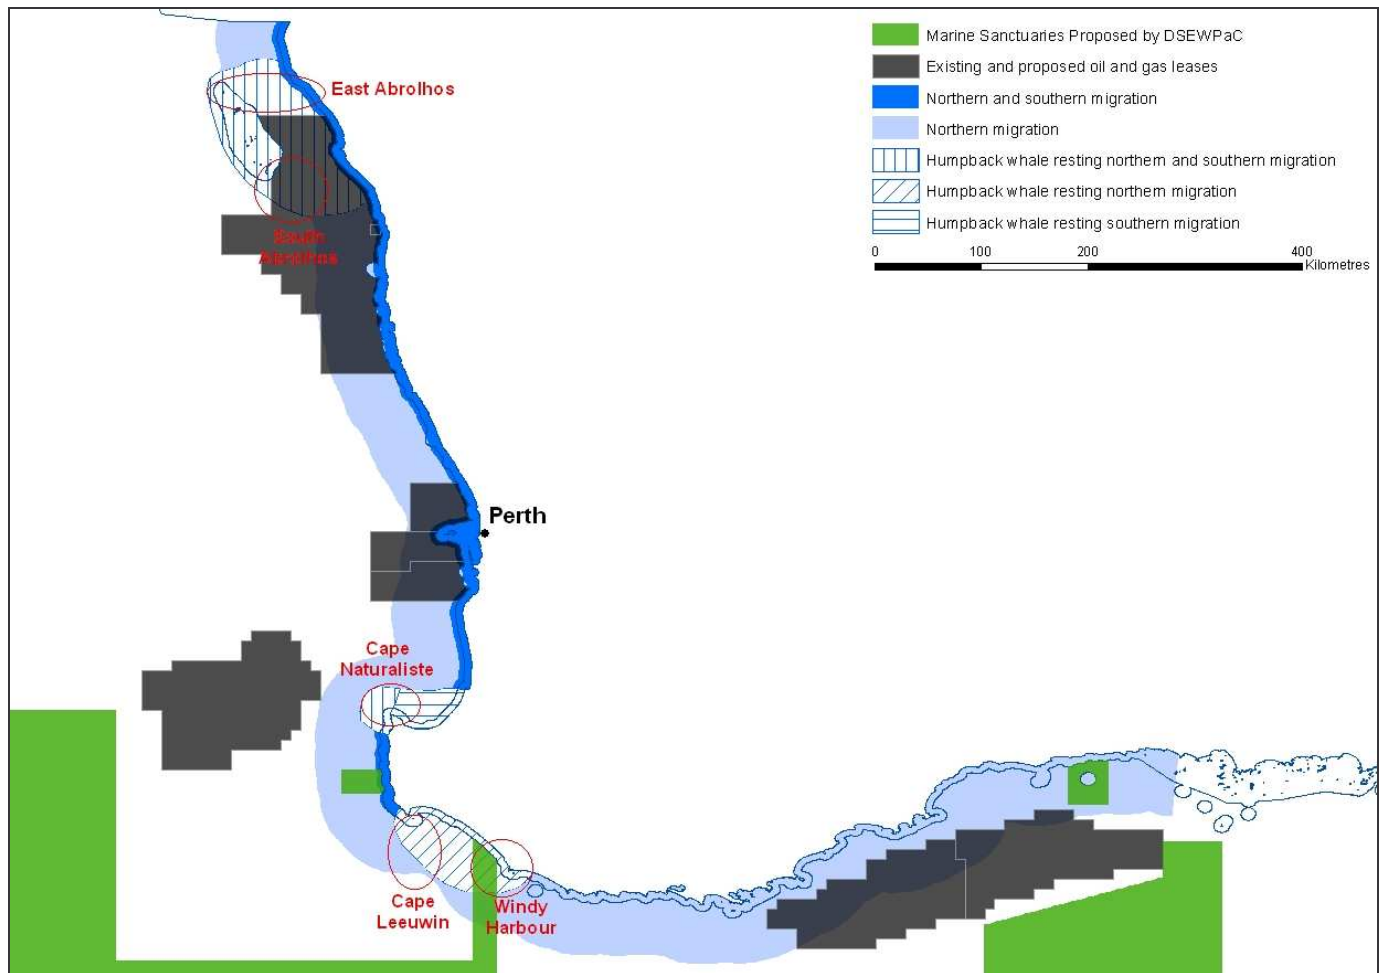 Marine Sanctuaries Proposed by DSEWPaC
Existing and proposed oil and gas leases
Northern and southern migration
Northern migration
Humpback whale resting northern and southern migration
Humpback whale resting northern migration
Humpback whale resting southern migration
0 100 200 400
Kilometres
East Abrolhos
South
Abrolhos
Perth
Cape
Naturaliste
Cape
Leeuwin
Windy
Harbour